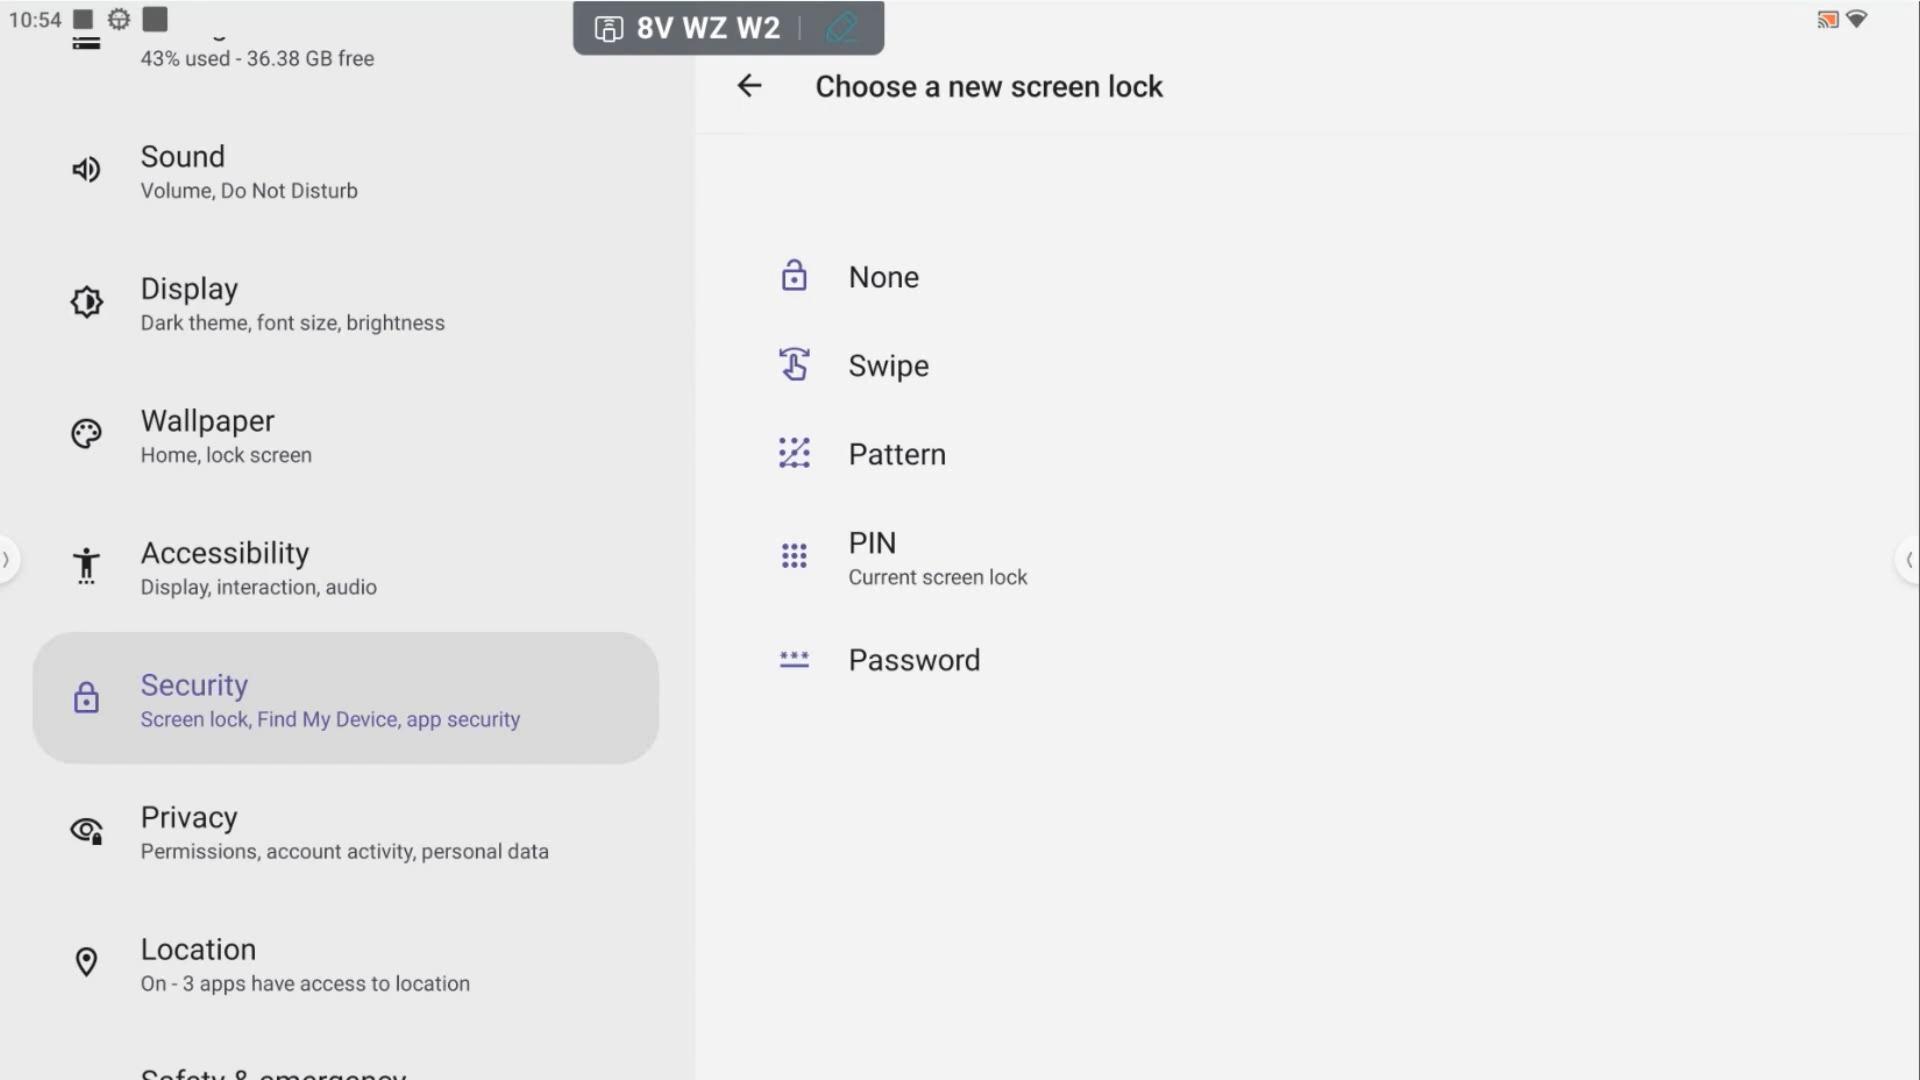 10:54
8V WZ W2
43% used - 36.38 GB free
Choose a new screen lock
Sound
Volume, Do Not Disturb
None
Display
Dark theme, font size, brightness
Swipe
Wallpaper
Home, lock screen
Pattern
Accessibility
Display, interaction, audio
PIN
Current screen lock
Password
Security
Screen lock, Find My Device, app security
Privacy
Permissions, account activity, personal data
Location
On - 3 apps have access to location
Safety & emergency